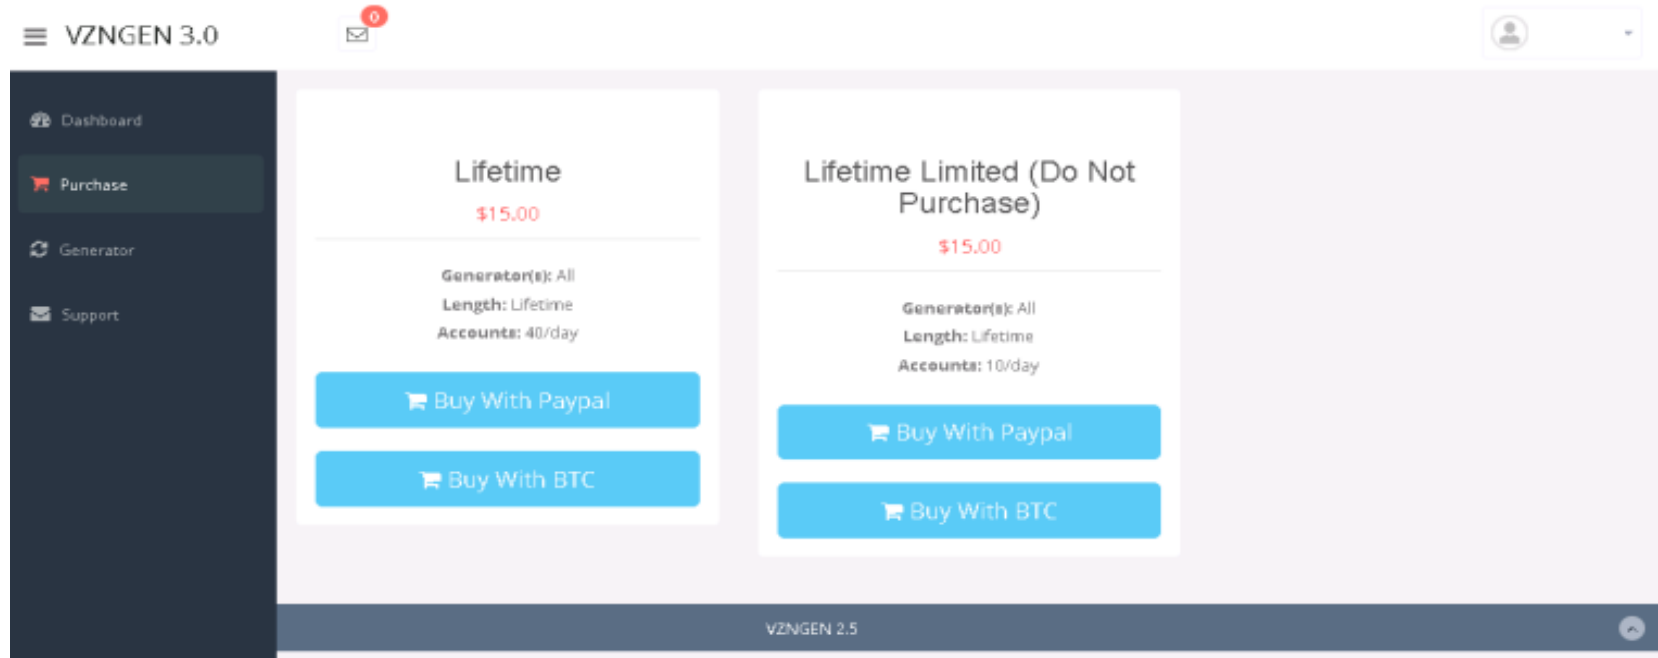 VZNGEN 3.0
0
Dashboard
Purchase
Generator
Support
Lifetime
$15.00
Generator(s): All
Length: Lifetime
Accounts: 40/day
Buy With Paypal
Buy With BTC
Lifetime Limited (Do Not
Purchase)
$15.00
Generator(s): All
Length: Lifetime
Accounts: 10/day
Buy With Paypal
Buy With BTC
VZNGEN 2.5